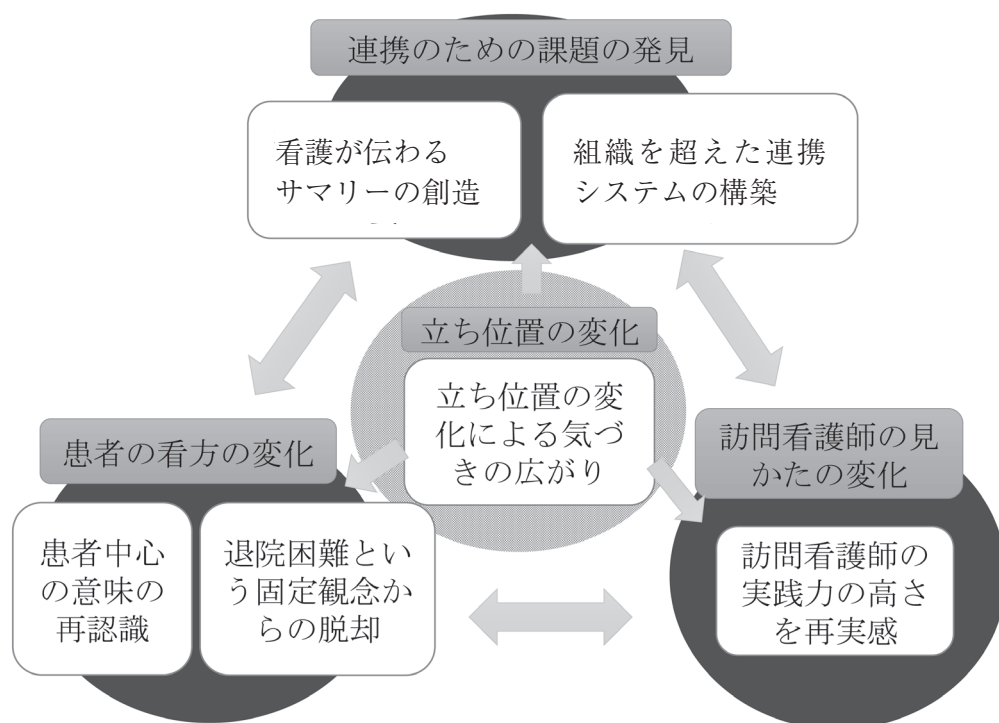 連携のための課題の発見
看護が伝わる
サマリーの創造
組織を超えた連携
システムの構築
立ち位置の変化
立ち位置の変
化による気づ
きの広がり
患者の看方の変化
患者中心
の意味の
再認識
退院困難とい
う固定観念か
らの脱却
訪問看護師の見
かたの変化
訪問看護師の
実践力の高さ
を再実感